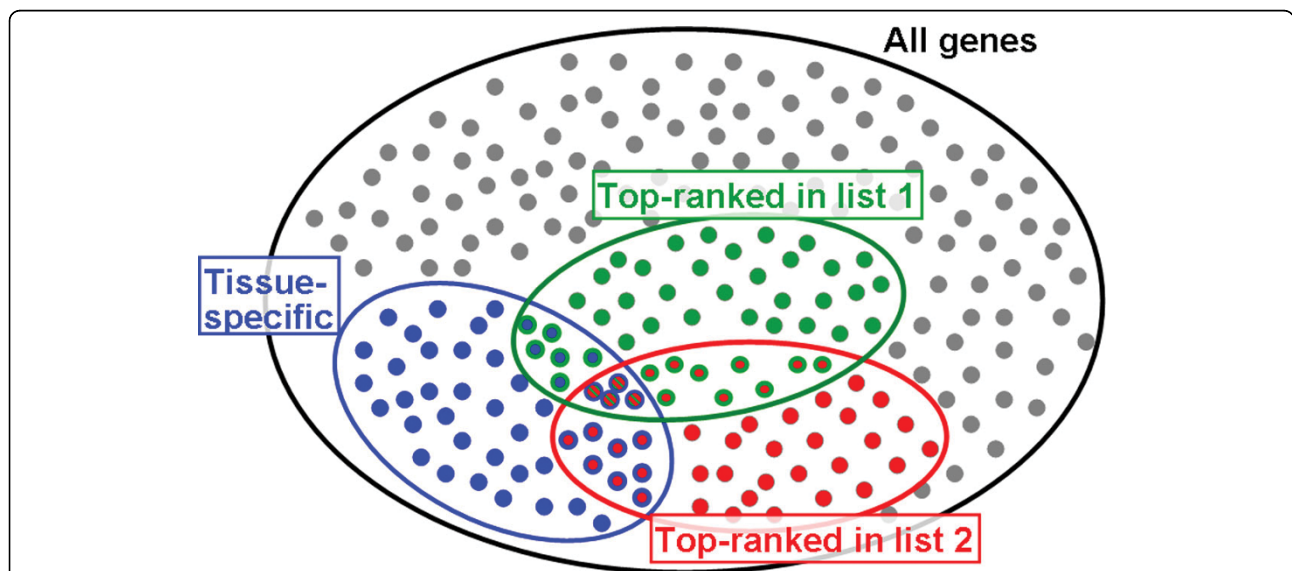 All genes
Top-ranked in list 1
Tissue-
specific
Top-ranked in list 2